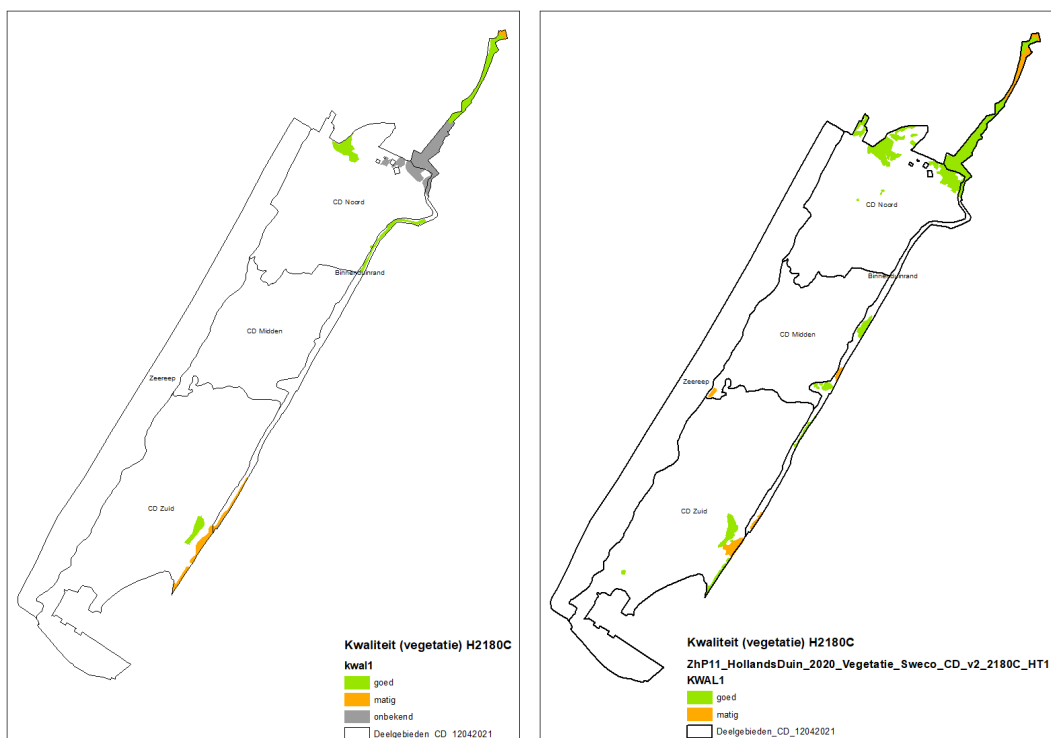 CD Noord
Binnenduinrand
CD Midden
Zeereep
CD Zuid
Kwaliteit (vegetatie) H2180C
kwal1
goed
matig
onbekend
Deelgebieden_CD_12042021
CD Noord
Binnenduinrand
CD Midden
Zeereep
CD Zuid
Kwaliteit (vegetatie) H2180C
ZhP11_HollandsDuin_2020_Vegetatie_Sweco_CD_v2_2180C_HT1
KWAL1
goed
matig
Deelgebieden_CD_12042021